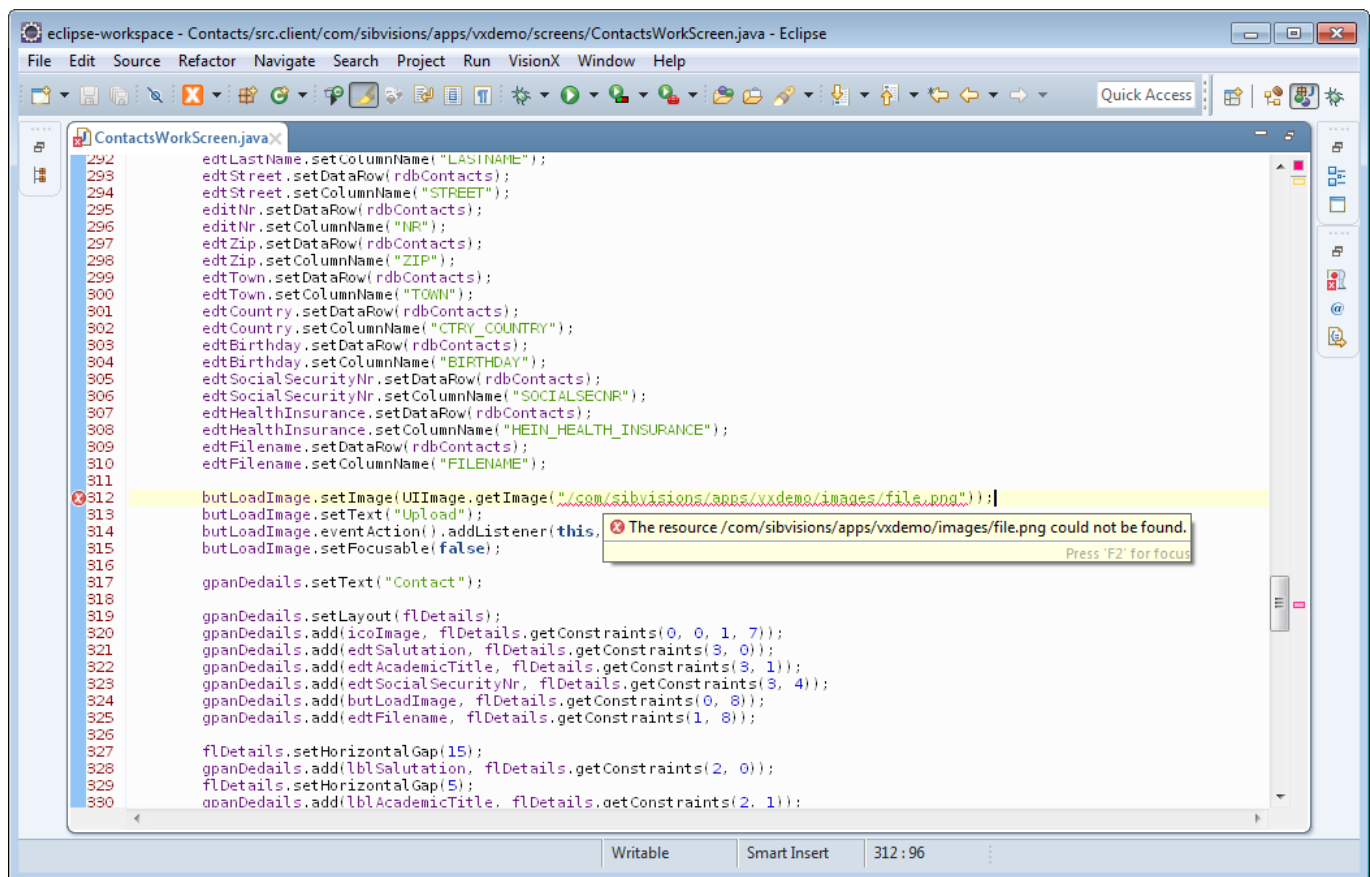 eclipse-workspace - Contacts/src.client/com/sibvisions/apps/vxdemo/screens/ContactsWorkScreen.java - Eclipse
File Edit Source Refactor Navigate Search Project Run VisionX Window Help
Quick Access
ContactsWorkScreen.java
292 edtLastName.setColumnName("LASTNAME");
293 edtStreet.setDataRow(rdbContacts);
294 edtStreet.setColumnName("STREET");
295 editNr.setDataRow(rdbContacts);
296 editNr.setColumnName("NR");
297 edtZip.setDataRow(rdbContacts);
298 edtZip.setColumnName("ZIP");
299 edtTown.setDataRow(rdbContacts);
300 edtTown.setColumnName("TOWN");
301 edtCountry.setDataRow(rdbContacts);
302 edtCountry.setColumnName("CTRY_COUNTRY");
303 edtBirthday.setDataRow(rdbContacts);
304 edtBirthday.setColumnName("BIRTHDAY");
305 edtSocialSecurityNr.setDataRow(rdbContacts);
306 edtSocialSecurityNr.setColumnName("SOCIALSECNR");
307 edtHealthInsurance.setDataRow(rdbContacts);
308 edtHealthInsurance.setColumnName("HEIN_HEALTH_INSURANCE");
309 edtFilename.setDataRow(rdbContacts);
310 edtFilename.setColumnName("FILENAME");
311
312 butLoadImage.setImage(UIImage.getImage("/com/sibvisions/apps/vxdemo/images/file.png"));
313 butLoadImage.setText("Upload");
The resource /com/sibvisions/apps/vxdemo/images/file.png could not be found.
314 butLoadImage.eventAction().addListener(this,
315 butLoadImage.setFocusable(false);
Press 'F2' for focus
316
317 gpanDedails.setText("Contact");
318
319 gpanDedails.setLayout(flDetails);
320 gpanDedails.add(icoImage, flDetails.getConstraints(0, 0, 1, 7));
321 gpanDedails.add(edtSalutation, flDetails.getConstraints(3, 0));
322 gpanDedails.add(edtAcademicTitle, flDetails.getConstraints(3, 1));
323 gpanDedails.add(edtSocialSecurityNr, flDetails.getConstraints(3, 4));
324 gpanDedails.add(butLoadImage, flDetails.getConstraints(0, 8));
325 gpanDedails.add(edtFilename, flDetails.getConstraints(1, 8));
326
327 flDetails.setHorizontalGap(15);
328 gpanDedails.add(lblSalutation, flDetails.getConstraints(2, 0));
329 flDetails.setHorizontalGap(5);
330 gpanDedails.add(lblAcademicTitle, flDetails.getConstraints(2, 1));
Writable Smart Insert 312 : 96